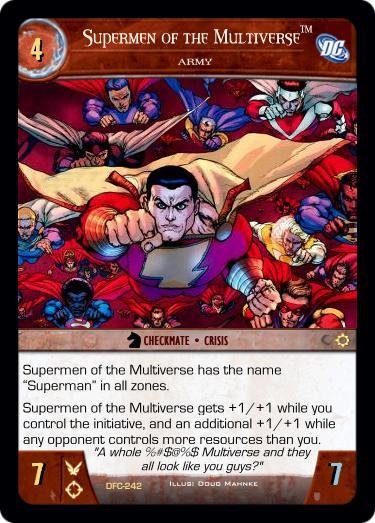 4
SUPERMEN OF THE MULTIVERSE™
DC
ARMY
CHECKMATE • CRISIS
Supermen of the Multiverse has the name
"Superman" in all zones.
Supermen of the Multiverse gets +1/+1 while you
control the initiative, and an additional +1/+1 while
any opponent controls more resources than you.
"A whole %#$@%$ Multiverse and they
all look like you guys?"
7
DFC-242
ILLUS: DOUG MAHNKE
7